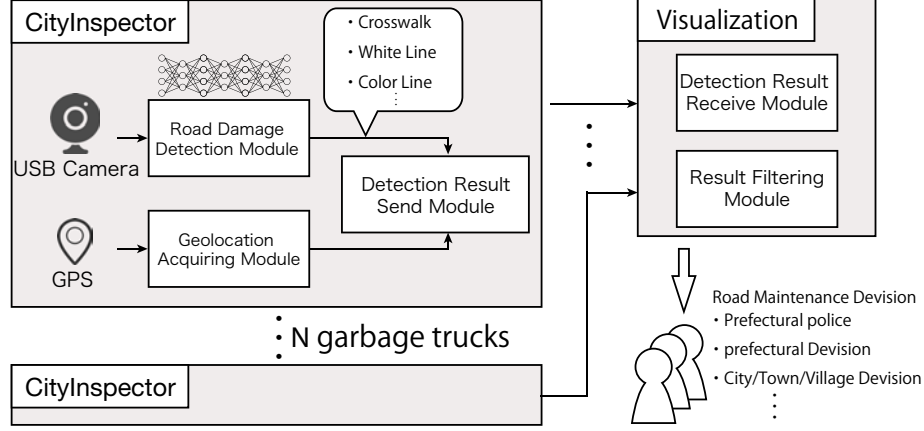 CityInspector
・Crosswalk
・White Line
・Color Line
USB Camera
Road Damage
Detection Module
Detection Result
Send Module
GPS
Geolocation
Acquiring Module
N garbage trucks
CityInspector
Visualization
Detection Result
Receive Module
Result Filtering
Module
Road Maintenance Devision
・Prefectural police
・prefectural Devision
・City/Town/Village Devision